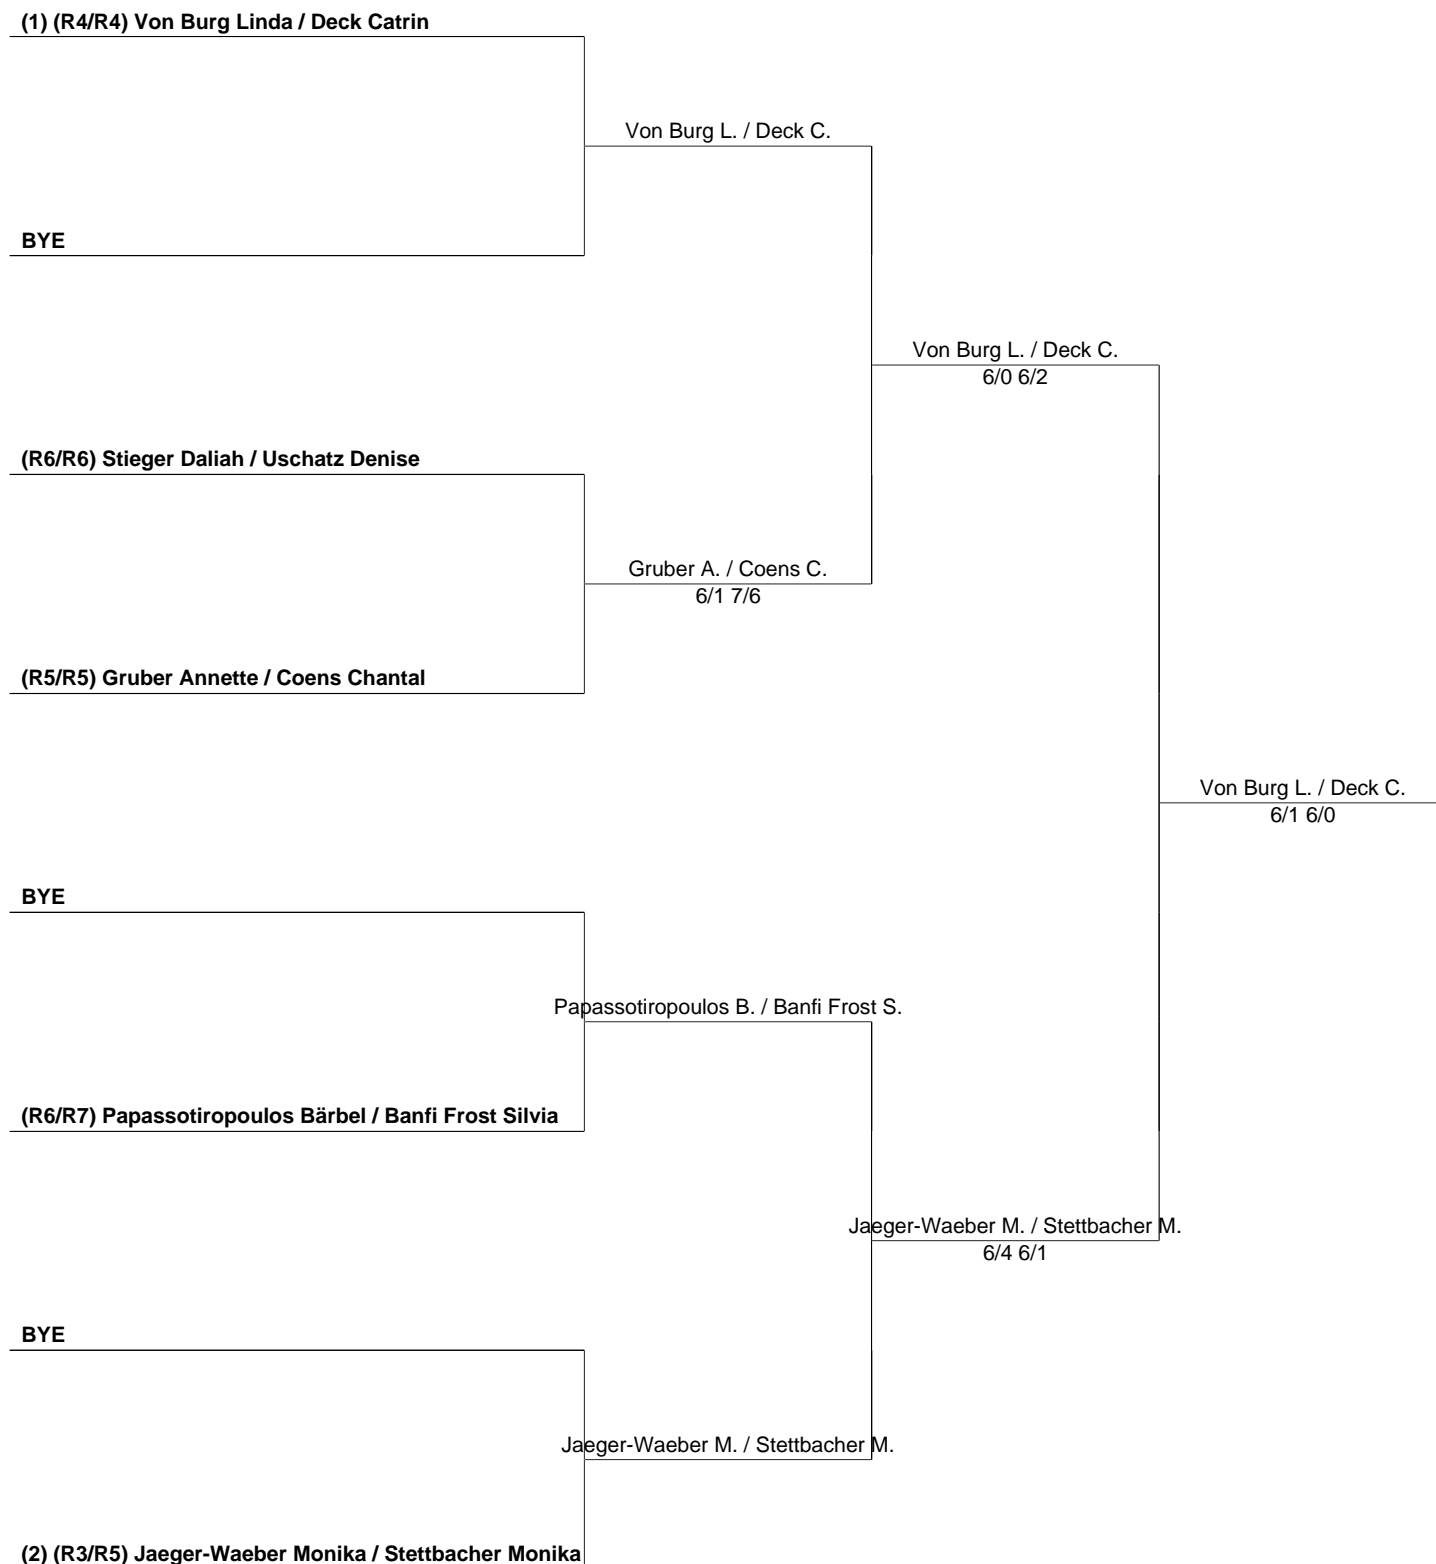 (1) (R4/R4) Von Burg Linda / Deck Catrin
Von Burg L. / Deck C.
BYE
Von Burg L. / Deck C.
6/0 6/2
(R6/R6) Stieger Daliah / Uschatz Denise
Gruber A. / Coens C.
6/1 7/6
(R5/R5) Gruber Annette / Coens Chantal
Von Burg L. / Deck C.
6/1 6/0
BYE
Papassotiropoulos B. / Banfi Frost S.
(R6/R7) Papassotiropoulos Bärbel / Banfi Frost Silvia
Jaeger-Waeber M. / Stettbacher M.
6/4 6/1
BYE
Jaeger-Waeber M. / Stettbacher M.
(2) (R3/R5) Jaeger-Waeber Monika / Stettbacher Monika